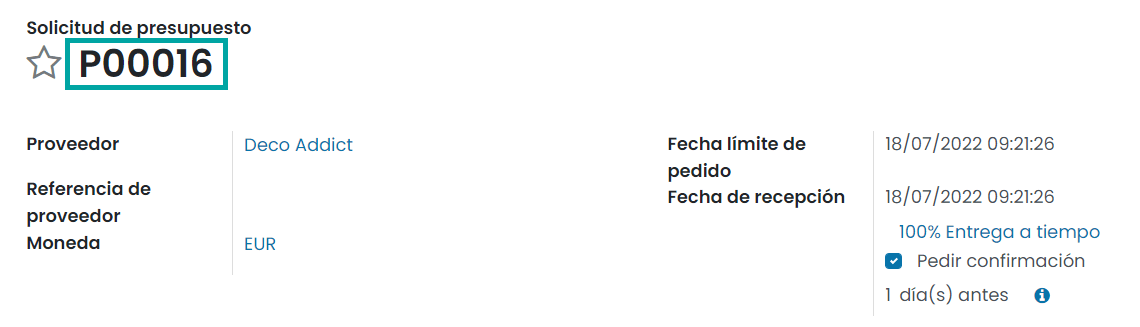 Solicitud de presupuesto
P00016
Proveedor
Deco Addict
Referencia de
proveedor
Moneda
EUR
Fecha límite de
pedido
18/07/2022 09:21:26
Fecha de recepción
18/07/2022 09:21:26
100% Entrega a tiempo
Pedir confirmación
1 día(s) antes